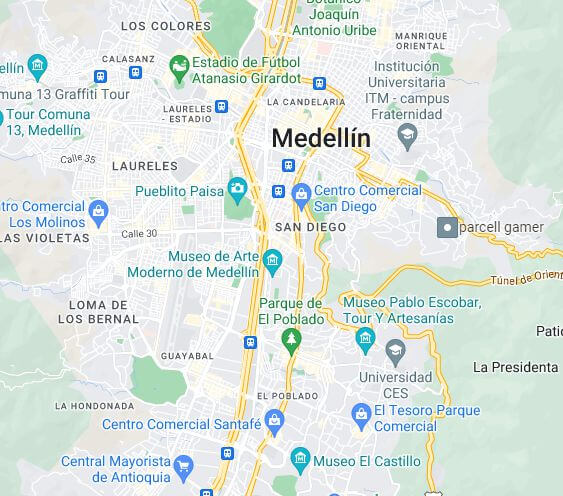 Botánico
Joaquín
Antonio Uribe
LOS COLORES
MANRIQUE
ORIENTAL
CALASANZ
Estadio de Fútbol
Atanasio Girardot
ellín
Institución
Universitaria
ITM - campus
Fraternidad
muna 13 Graffiti Tour
LA CANDELARIA
Tour Comuna
13, Medellín
LAURELES
- ESTADIO
Medellín
Calle 35
LAURELES
Pueblito Paisa
Centro Comercial
San Diego
ntro Comercial
Los Molinos
LAS VIOLETAS
Calle 30
SAN DIEGO
parcell gamer
Museo de Arte
Moderno de Medellín
Túnel de Orien
LOMA DE
LOS BERNAL
Parque de
El Poblado
Museo Pablo Escobar,
Tour Y Artesanías
Patio
GUAYABAL
La Presidenta
Universidad
CES
EL POBLADO
LA HONDONADA
El Tesoro Parque
Comercial
Centro Comercial Santafé
Central Mayorista
de Antioquia
Museo El Castillo